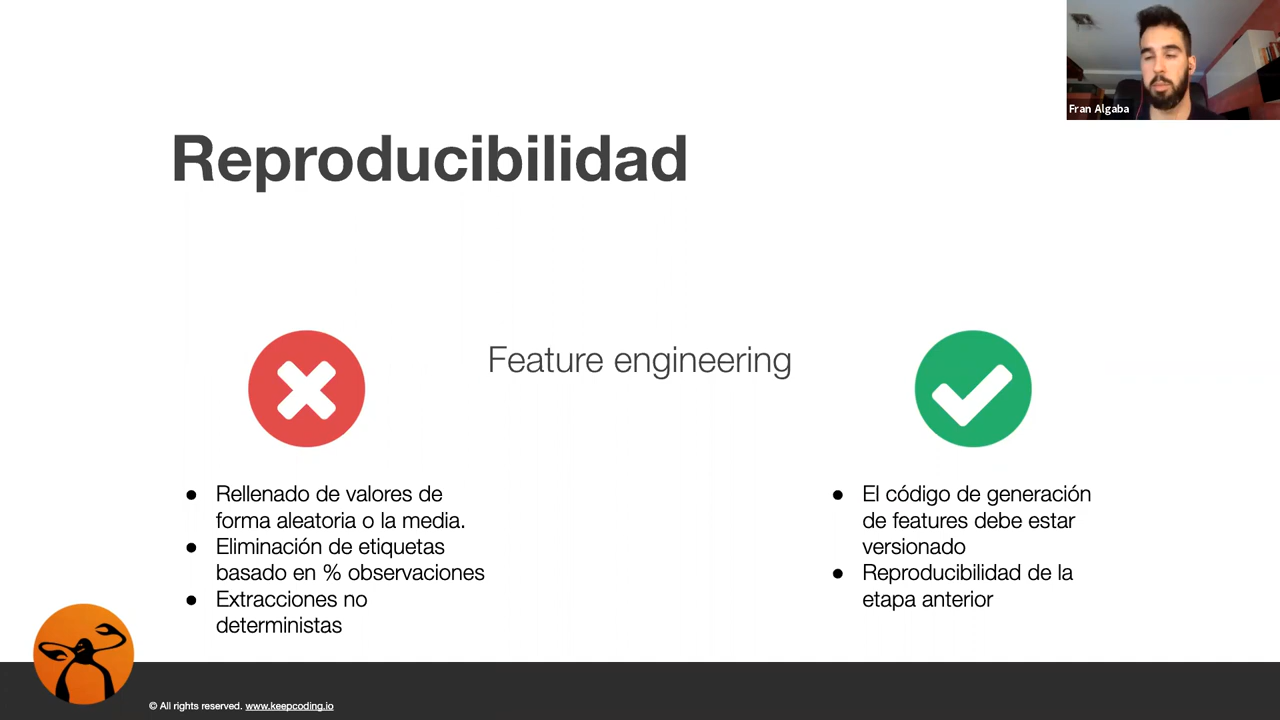 Fran Algaba
Reproducibilidad
Feature engineering
● Rellenado de valores de
forma aleatoria o la media.
● Eliminación de etiquetas
basado en % observaciones
● Extracciones no
deterministas
● El código de generación
de features debe estar
versionado
● Reproducibilidad de la
etapa anterior
© All rights reserved. www.keepcoding.io